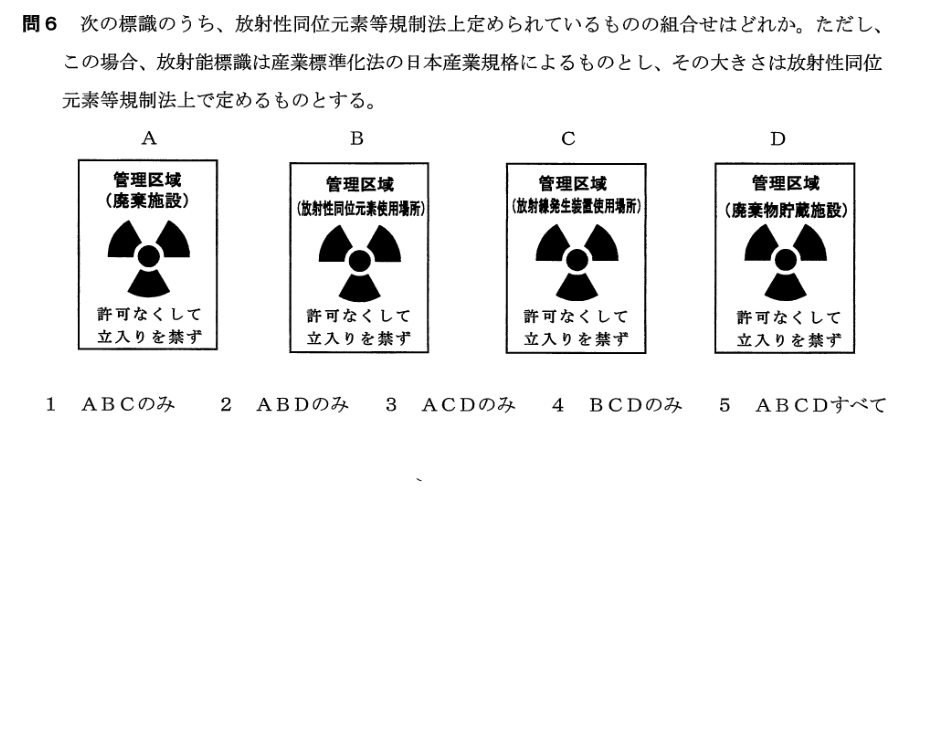 問6 次の標識のうち、放射性同位元素等規制法上定められているものの組合せはどれか。ただし、
この場合、放射能標識は産業標準化法の日本産業規格によるものとし、その大きさは放射性同位
元素等規制法上で定めるものとする。
A B C D
管理区域
(廃棄施設)
許可なくして
立入りを禁ず
管理区域
(放射性同位元素使用場所)
許可なくして
立入りを禁ず
管理区域
(放射線発生装置使用場所)
許可なくして
立入りを禁ず
管理区域
(廃棄物貯蔵施設)
許可なくして
立入りを禁ず
1 ABCのみ 2 ABDのみ 3 ACDのみ 4 BCDのみ 5 ABCDすべて